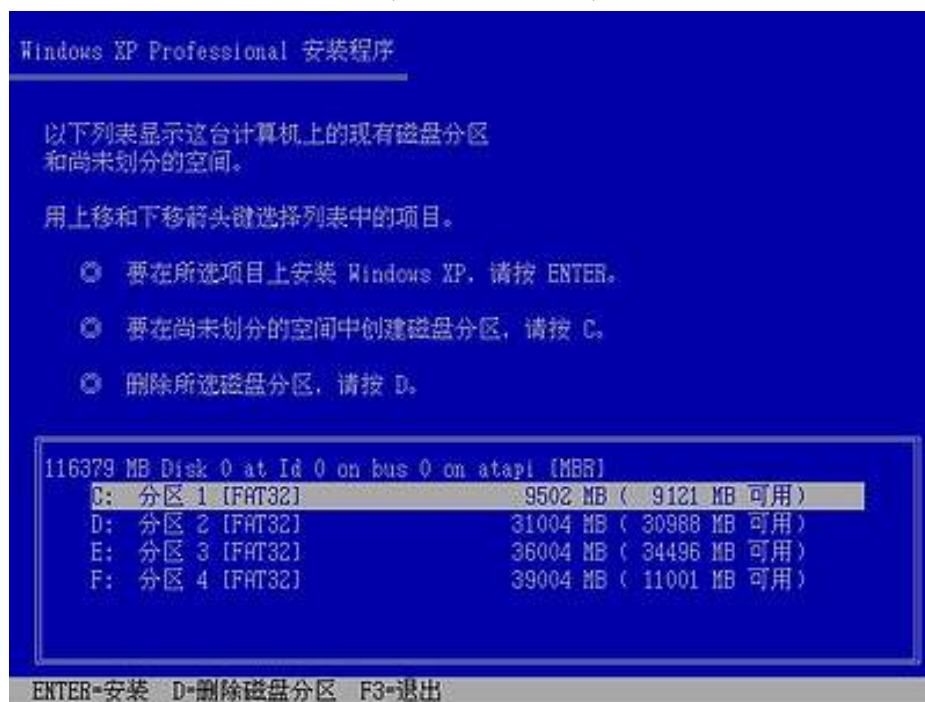 Windows XP Professional 安装程序
以下列表显示这台计算机上的现有磁盘分区
和尚未划分的空间。
用上移和下移箭头键选择列表中的项目。
◎ 要在所选项目上安装 Windows XP，请按 ENTER。
◎ 要在尚未划分的空间中创建磁盘分区，请按 C。
◎ 删除所选磁盘分区，请按 D。
116379 MB Disk 0 at Id 0 on bus 0 on atapi [MBR]
C: 分区 1 [FAT32] 9502 MB ( 9121 MB 可用)
D: 分区 2 [FAT32] 31004 MB ( 30988 MB 可用)
E: 分区 3 [FAT32] 36004 MB ( 34496 MB 可用)
F: 分区 4 [FAT32] 39004 MB ( 11001 MB 可用)
ENTER=安装 D=删除磁盘分区 F3=退出